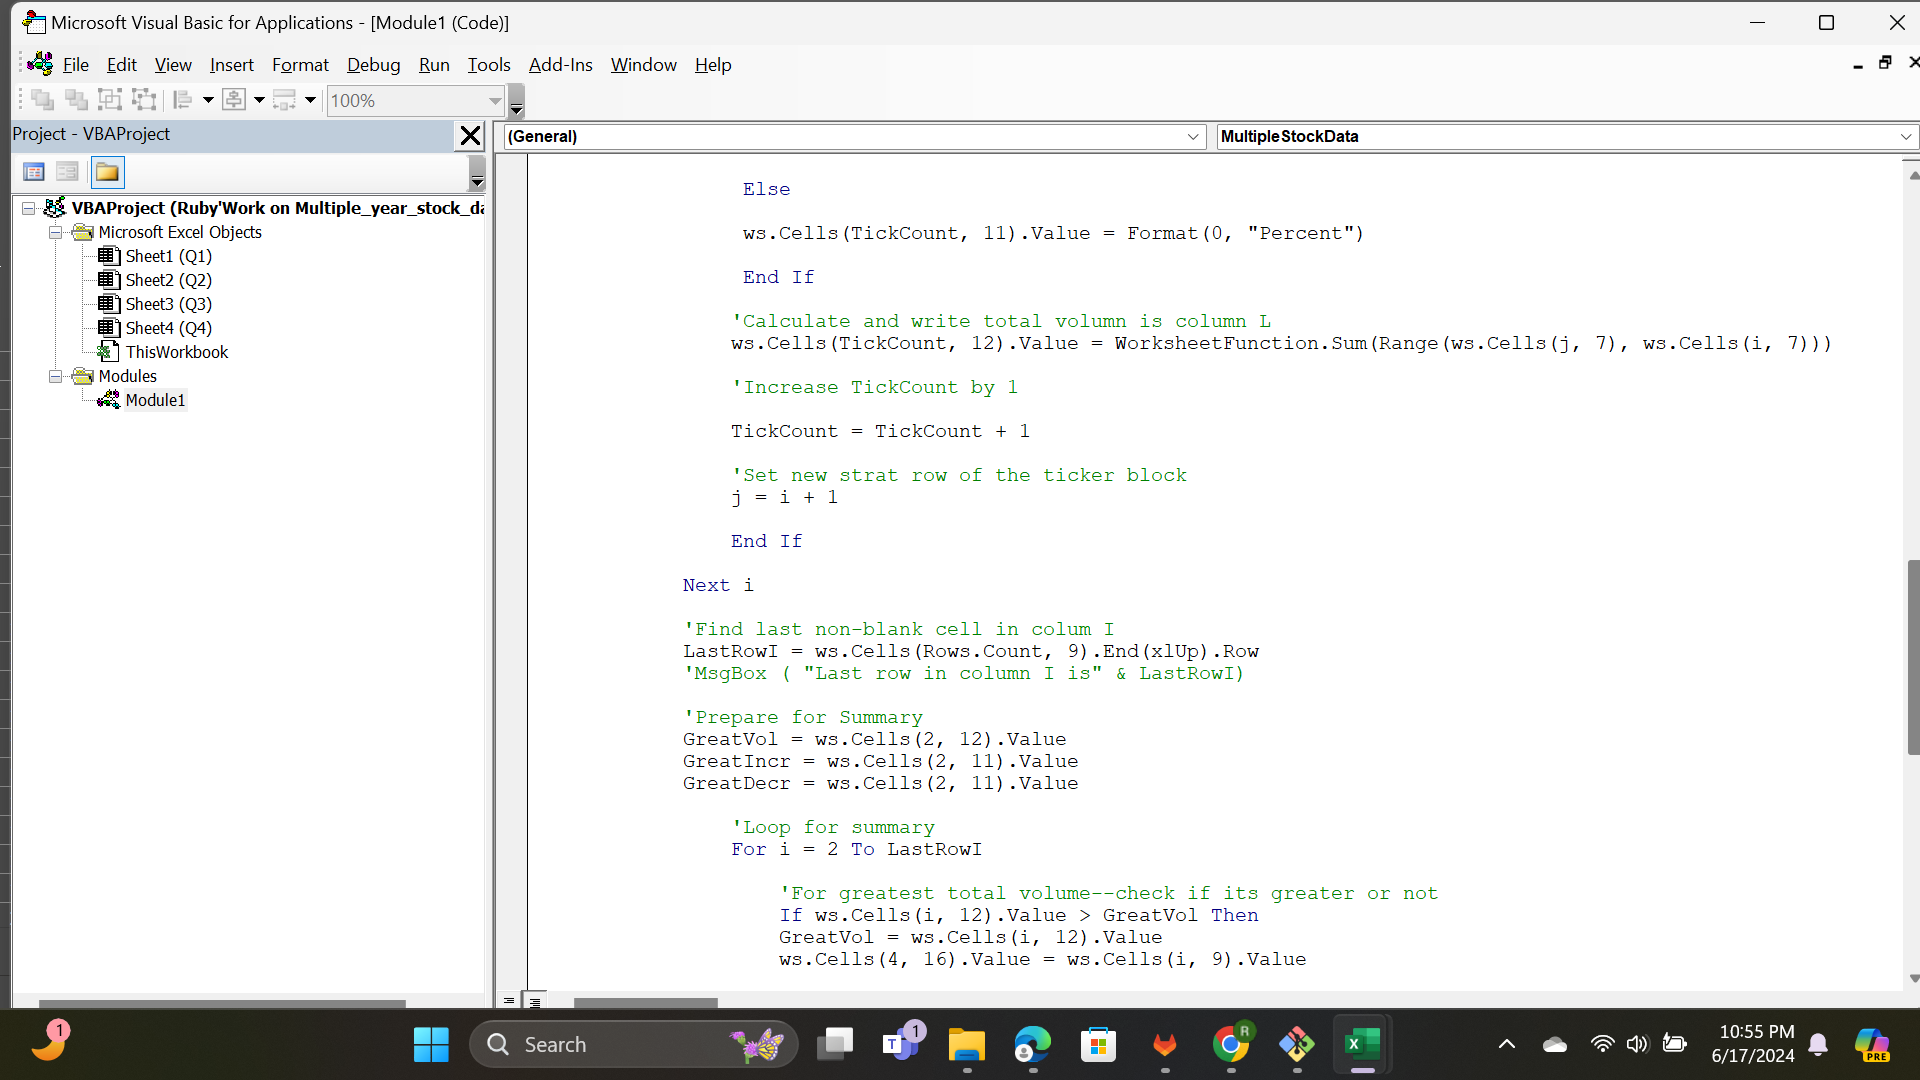 Microsoft Visual Basic for Applications - [Module1 (Code)]
File Edit View Insert Format Debug Run Tools Add-Ins Window Help
100%
Project - VBAProject
(General)
MultipleStockData
VBAProject (Ruby'Work on Multiple_year_stock_da
Microsoft Excel Objects
Sheet1 (Q1)
Sheet2 (Q2)
Sheet3 (Q3)
Sheet4 (Q4)
ThisWorkbook
Modules
Module1
Else
ws.Cells(TickCount, 11).Value = Format(0, "Percent")
End If
'Calculate and write total volumn is column L
ws.Cells(TickCount, 12).Value = WorksheetFunction.Sum(Range(ws.Cells(j, 7), ws.Cells(i, 7)))
'Increase TickCount by 1
TickCount = TickCount + 1
'Set new strat row of the ticker block
j = i + 1
End If
Next i
'Find last non-blank cell in colum I
LastRowI = ws.Cells(Rows.Count, 9).End(xlUp).Row
'MsgBox ( "Last row in column I is" & LastRowI)
'Prepare for Summary
GreatVol = ws.Cells(2, 12).Value
GreatIncr = ws.Cells(2, 11).Value
GreatDecr = ws.Cells(2, 11).Value
'Loop for summary
For i = 2 To LastRowI
'For greatest total volume--check if its greater or not
If ws.Cells(i, 12).Value > GreatVol Then
GreatVol = ws.Cells(i, 12).Value
ws.Cells(4, 16).Value = ws.Cells(i, 9).Value
1
Search
T 1
R
X
10:55 PM
6/17/2024
PRE